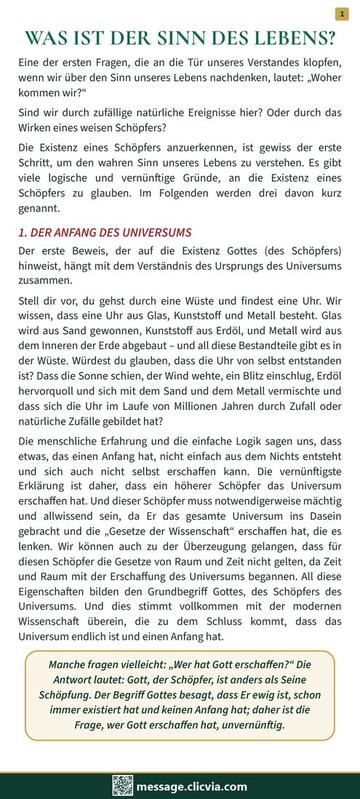 1
WAS IST DER SINN DES LEBENS?
Eine der ersten Fragen, die an die Tür unseres Verstandes klopfen,
wenn wir über den Sinn unseres Lebens nachdenken, lautet: „Woher
kommen wir?“
Sind wir durch zufällige natürliche Ereignisse hier? Oder durch das
Wirken eines weisen Schöpfers?
Die Existenz eines Schöpfers anzuerkennen, ist gewiss der erste
Schritt, um den wahren Sinn unseres Lebens zu verstehen. Es gibt
viele logische und vernünftige Gründe, an die Existenz eines
Schöpfers zu glauben. Im Folgenden werden drei davon kurz
genannt.
1. DER ANFANG DES UNIVERSUMS
Der erste Beweis, der auf die Existenz Gottes (des Schöpfers)
hinweist, hängt mit dem Verständnis des Ursprungs des Universums
zusammen.
Stell dir vor, du gehst durch eine Wüste und findest eine Uhr. Wir
wissen, dass eine Uhr aus Glas, Kunststoff und Metall besteht. Glas
wird aus Sand gewonnen, Kunststoff aus Erdöl, und Metall wird aus
dem Inneren der Erde abgebaut – und all diese Bestandteile gibt es in
der Wüste. Würdest du glauben, dass die Uhr von selbst entstanden
ist? Dass die Sonne schien, der Wind wehte, ein Blitz einschlug, Erdöl
hervorquoll und sich mit dem Sand und dem Metall vermischte und
dass sich die Uhr im Laufe von Millionen Jahren durch Zufall oder
natürliche Zufälle gebildet hat?
Die menschliche Erfahrung und die einfache Logik sagen uns, dass
etwas, das einen Anfang hat, nicht einfach aus dem Nichts entsteht
und sich auch nicht selbst erschaffen kann. Die vernünftigste
Erklärung ist daher, dass ein höherer Schöpfer das Universum
erschaffen hat. Und dieser Schöpfer muss notwendigerweise mächtig
und allwissend sein, da Er das gesamte Universum ins Dasein
gebracht und die „Gesetze der Wissenschaft“ erschaffen hat, die es
lenken. Wir können auch zu der Überzeugung gelangen, dass für
diesen Schöpfer die Gesetze von Raum und Zeit nicht gelten, da Zeit
und Raum mit der Erschaffung des Universums begannen. All diese
Eigenschaften bilden den Grundbegriff Gottes, des Schöpfers des
Universums. Und dies stimmt vollkommen mit der modernen
Wissenschaft überein, die zu dem Schluss kommt, dass das
Universum endlich ist und einen Anfang hat.
Manche fragen vielleicht: „Wer hat Gott erschaffen?“ Die
Antwort lautet: Gott, der Schöpfer, ist anders als Seine
Schöpfung. Der Begriff Gottes besagt, dass Er ewig ist, schon
immer existiert hat und keinen Anfang hat; daher ist die
Frage, wer Gott erschaffen hat, unvernünftig.
message.clicvia.com